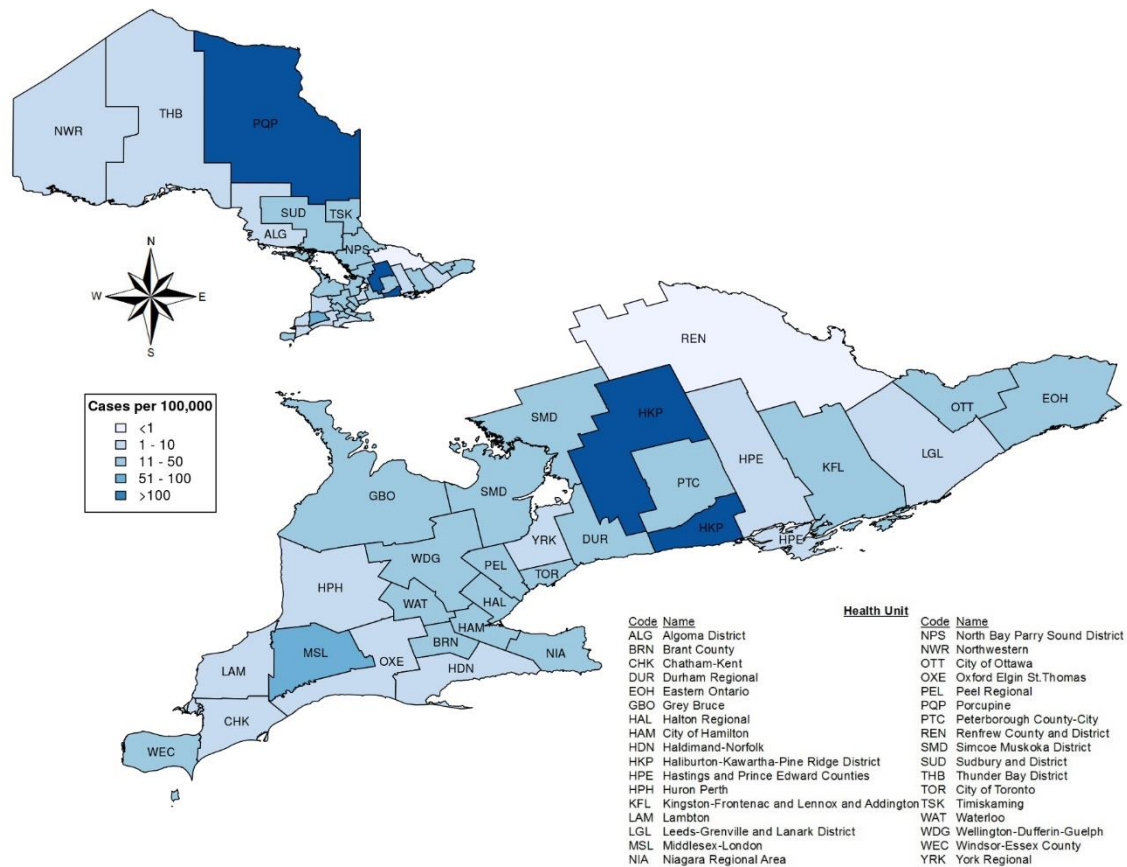 NWR
THB
PQP
SUD
TSK
ALG
NPS
N
W
E
S
Cases per 100,000
<1
1 - 10
11 - 50
51 - 100
>100
REN
SMD
HKP
OTT
EOH
HPE
LGL
KFL
PTC
GBO
SMD
HKP
HPE
YRK
DUR
WDG
PEL
TOR
HPH
WAT
HAL
HAM
BRN
MSL
OXE
NIA
LAM
HDN
CHK
WEC
Health Unit
Code Name
ALG Algoma District
BRN Brant County
CHK Chatham-Kent
DUR Durham Regional
EOH Eastern Ontario
GBO Grey Bruce
HAL Halton Regional
HAM City of Hamilton
HDN Haldimand-Norfolk
HKP Haliburton-Kawartha-Pine Ridge District
HPE Hastings and Prince Edward Counties
HPH Huron Perth
KFL Kingston-Frontenac and Lennox and Addington
LAM Lambton
LGL Leeds-Grenville and Lanark District
MSL Middlesex-London
NIA Niagara Regional Area
Code Name
NPS North Bay Parry Sound District
NWR Northwestern
OTT City of Ottawa
OXE Oxford Elgin St.Thomas
PEL Peel Regional
PQP Porcupine
PTC Peterborough County-City
REN Renfrew County and District
SMD Simcoe Muskoka District
SUD Sudbury and District
THB Thunder Bay District
TOR City of Toronto
TSK Timiskaming
WAT Waterloo
WDG Wellington-Dufferin-Guelph
WEC Windsor-Essex County
YRK York Regional